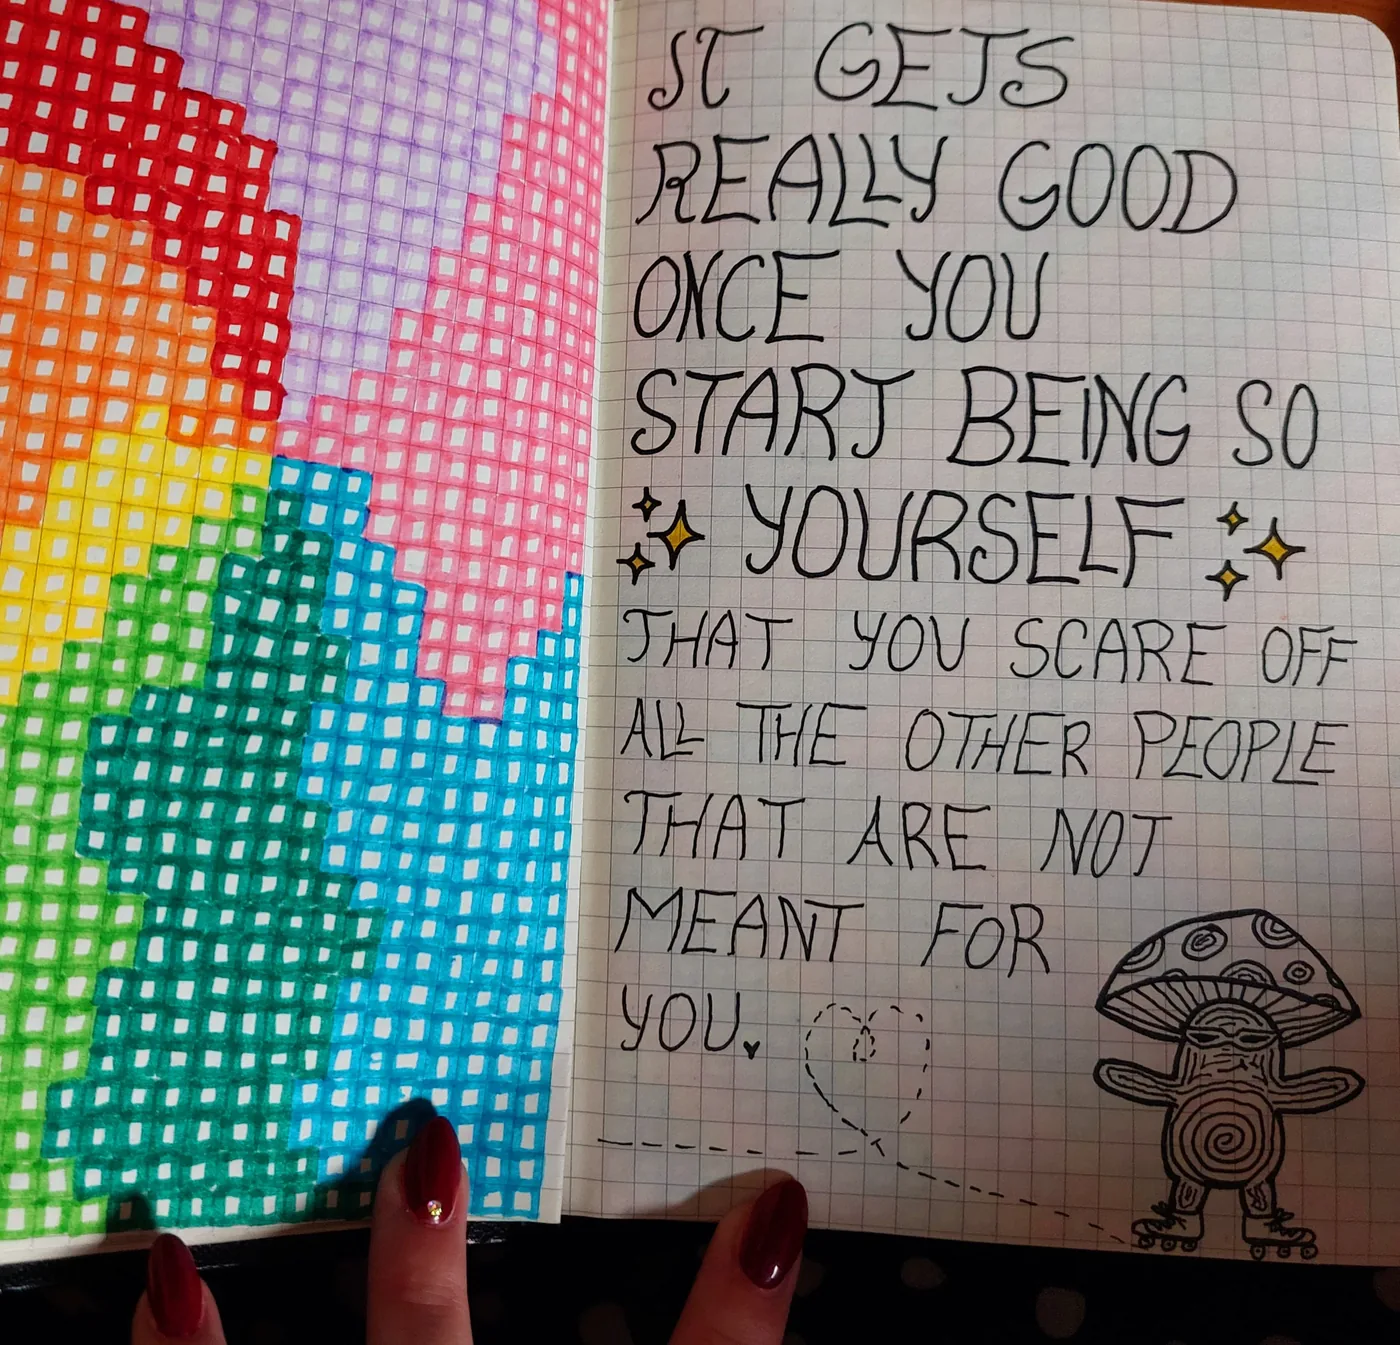 IT GETS
REALLY GOOD
ONCE YOU
START BEING SO
YOURSELF
THAT YOU SCARE OFF
ALL THE OTHER PEOPLE
THAT ARE NOT
MEANT FOR
YOU.